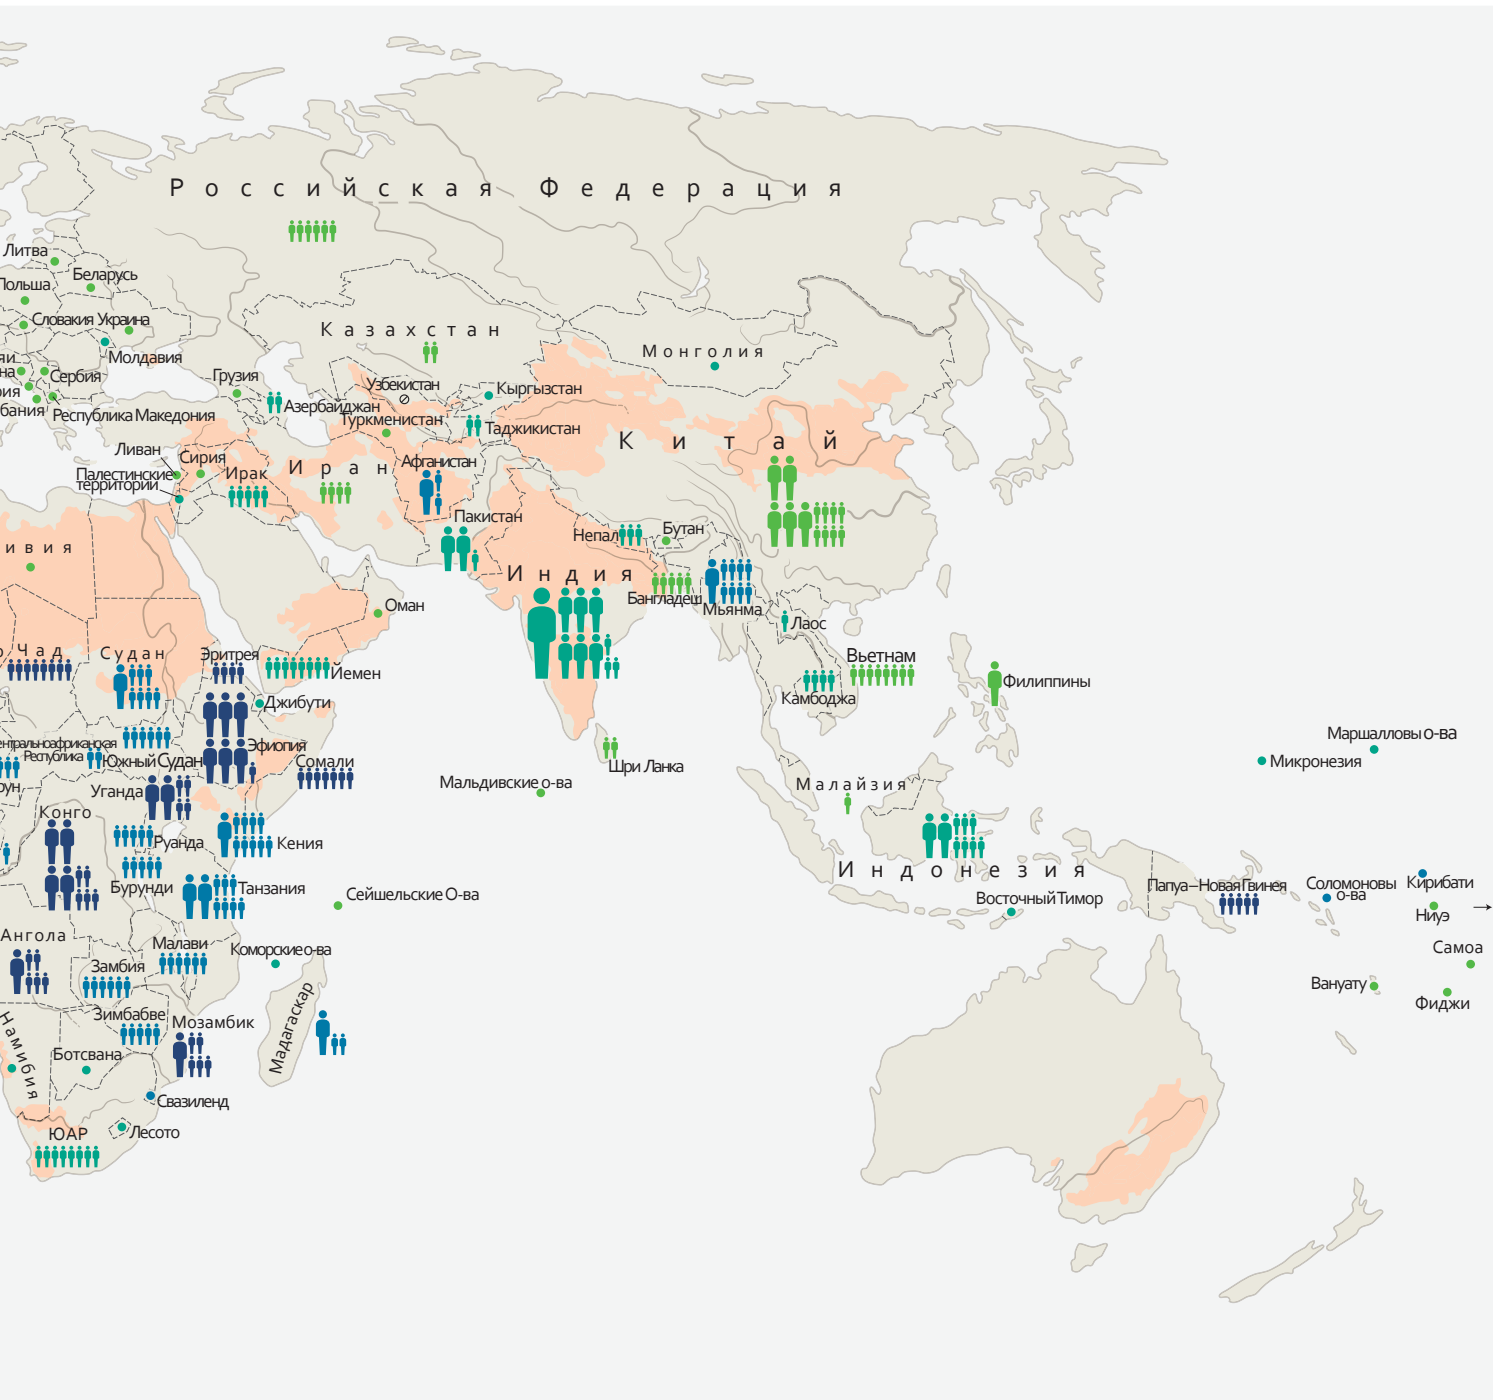 Российская Федерация
Литва
Беларусь
Польша
Словакия
Украина
Казахстан
Монголия
Молдавия
Сербия
Грузия
Узбекистан
Кыргызстан
Азербайджан
Республика Македония
Туркменистан
Таджикистан
Китай
Ливан
Сирия
Ирак
Иран
Афганистан
Палестинские
территории
Пакистан
Непал
Бутан
ивия
Индия
Бангладеш
Мьянма
Оман
Лаос
Чад
Судан
Эритрея
Йемен
Вьетнам
Филиппины
Камбоджа
Джибути
Эфиопия
ентральноафриканская
Республика
Южный Судан
Сомали
Шри Ланка
Маршалловы о-ва
Микронезия
Мальдивские о-ва
Малайзия
рун
Уганда
Конго
Руанда
Кения
Индонезия
Бурунди
Танзания
Сейшельские О-ва
Восточный Тимор
Папуа–Новая Гвинея
Соломоновы
о-ва
Кирибати
Ниуэ
Ангола
Малави
Коморские о-ва
Самоа
Замбия
Вануату
Фиджи
Зимбабве
Мозамбик
Мадагаскар
Намибия
Ботсвана
Свазиленд
ЮАР
Лесото